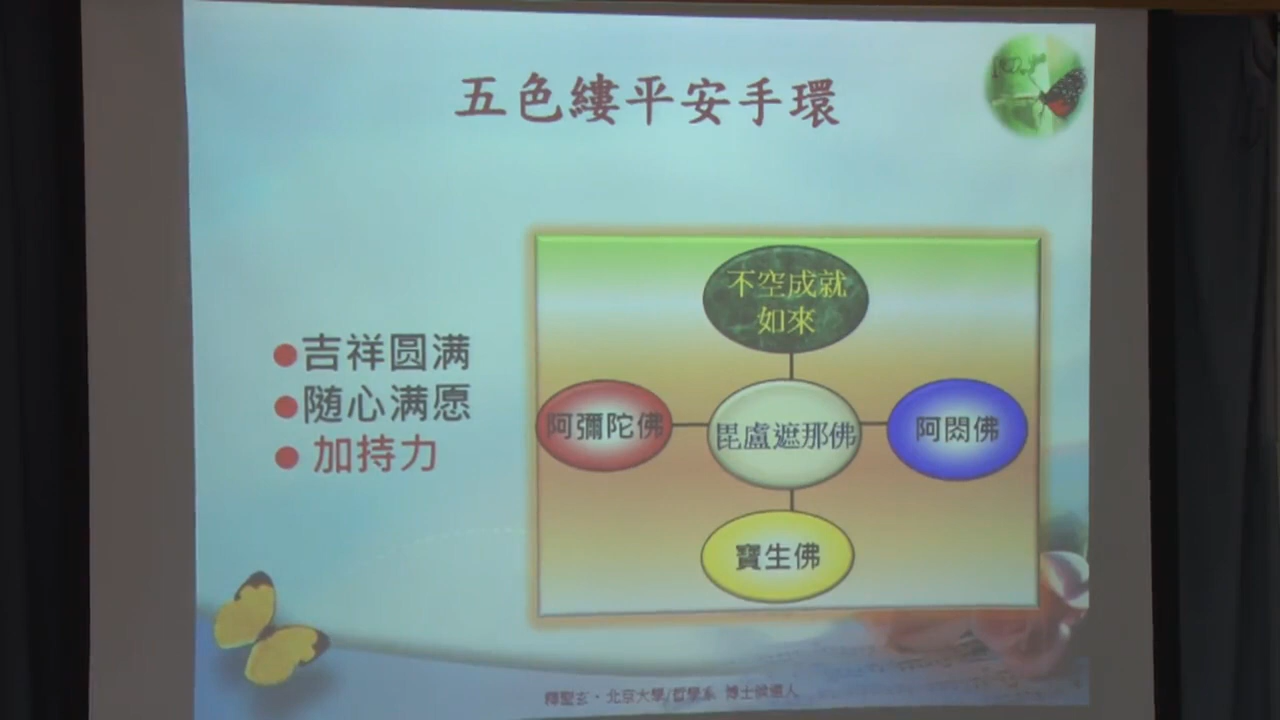 五色縷平安手環
吉祥圆满
随心满愿
加持力
不空成就
如來
阿彌陀佛
毘盧遮那佛
阿閦佛
寶生佛
釋聖玄・北京大學/哲學系 博士候選人